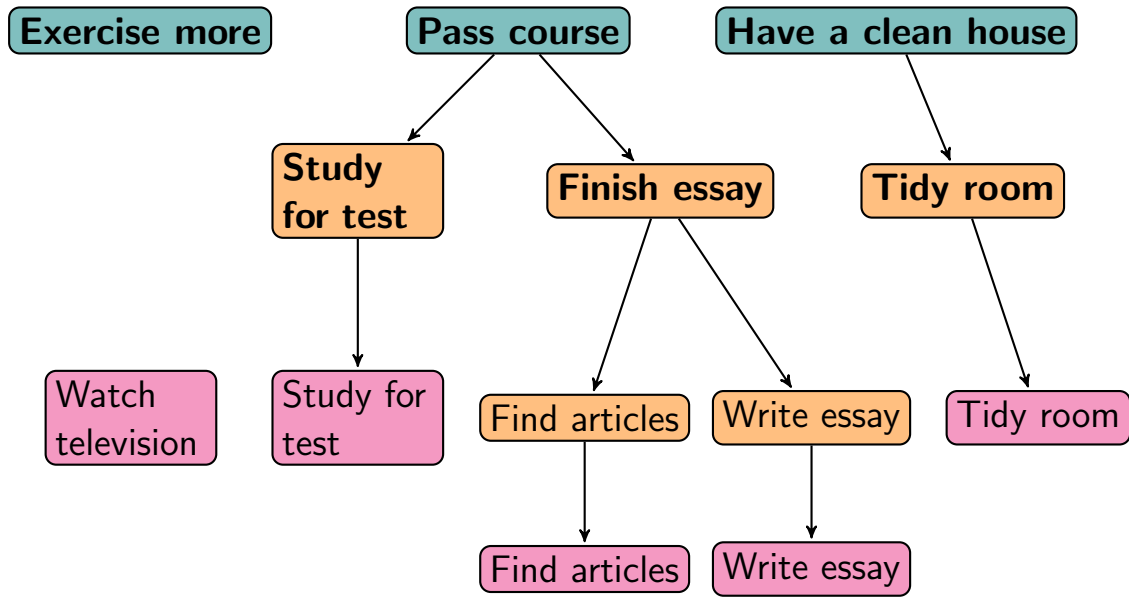 Exercise more
Pass course
Have a clean house
Study
for test
Finish essay
Tidy room
Watch
television
Study for
test
Find articles
Write essay
Tidy room
Find articles
Write essay